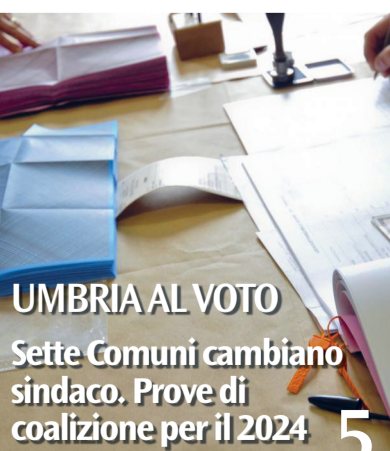 UMBRIA AL VOTO
Sette Comuni cambiano
sindaco. Prove di
coalizione per il 2024
5